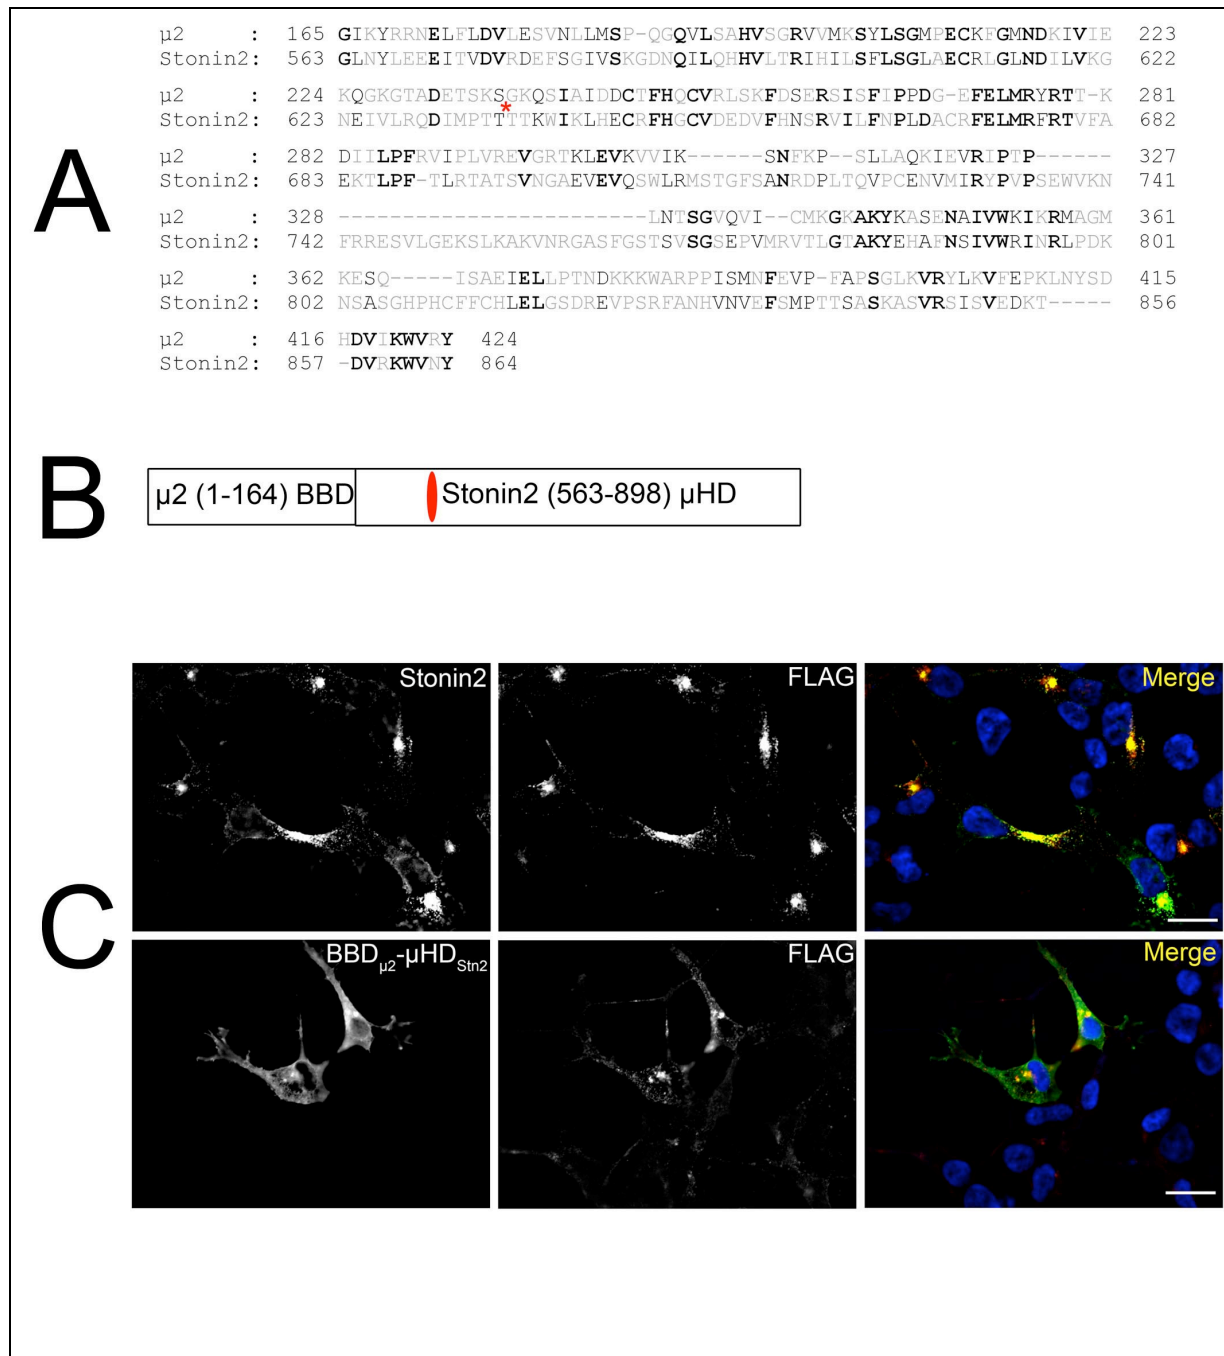 A
µ2 : 165 GIKYRRNELFLDVLESVNLLMSP-QGQVLSAHVSGRVVMKSYLSGMPECKFGMNDKIVIE 223
Stonin2: 563 GLNYLEEEITVDVRDEFSGIVSKGDNQILQHHVLTRIHILSFLSGLAECRLGLNDILVKG 622
µ2 : 224 KQGKGTADETSKSGKQSIAIDDCTFHQCVRLSKFDSERSISFIPPDG-EFELMRYRTT-K 281
*
Stonin2: 623 NEIVLRQDIMPTTTTKWIKLHECRFHGCVDEDVFHNSRVILFNPLDACRFELMRFRTVFA 682
µ2 : 282 DIILPFRVIPLVREVGRTKLEVKVVIK------SNFKP--SLLAQKIEVRIPTP------ 327
Stonin2: 683 EKTLPF-TLRTATSVNGAEVEVQSWLRMSTGFSANRDPLTQVPCENVMIRYPVPSEWVKN 741
µ2 : 328 ------------------------LNTSGVQVI--CMKGKAKYKASENAIVWKIKRMAGM 361
Stonin2: 742 FRRESVLGEKSLKAKVNRGASFGSTSVSGSEPVMRVTLGTAKYEHAFNSIVWRINRLPDK 801
µ2 : 362 KESQ-----ISAEIELLPTNDKKKWARPPISMNFEVP-FAPSGLKVRYLKVFEPKLNYSD 415
Stonin2: 802 NSASGHPHCFFCHLELGSDREVPSRFANHVNVEFSMPTTSASKASVRSISVEDKT----- 856
µ2 : 416 HDVIKWVRY 424
Stonin2: 857 -DVRKWVNY 864
B
µ2 (1-164) BBD Stonin2 (563-898) µHD
C
Stonin2 FLAG Merge
BBDµ2-µHDStn2 FLAG Merge